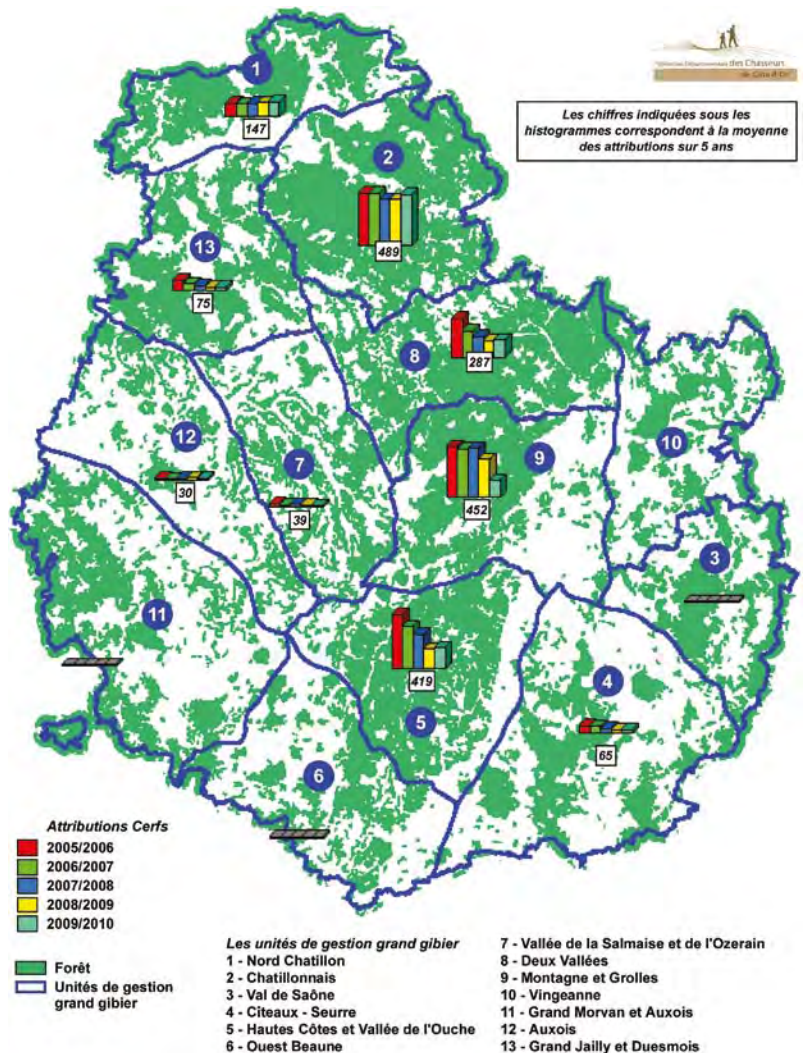 des Chasseurs
de Côte d'Or
Les chiffres indiquées sous les
histogrammes correspondent à la moyenne
des attributions sur 5 ans
1
147
2
489
13
75
8
287
12
30
7
39
9
452
10
3
11
419
5
4
65
6
Attributions Cerfs
2005/2006
2006/2007
2007/2008
2008/2009
2009/2010
Forêt
Unités de gestion
grand gibier
Les unités de gestion grand gibier
1 - Nord Chatillon
2 - Chatillonnais
3 - Val de Saône
4 - Cîteaux - Seurre
5 - Hautes Côtes et Vallée de l'Ouche
6 - Ouest Beaune
7 - Vallée de la Salmaise et de l'Ozerain
8 - Deux Vallées
9 - Montagne et Grolles
10 - Vingeanne
11 - Grand Morvan et Auxois
12 - Auxois
13 - Grand Jailly et Duesmois